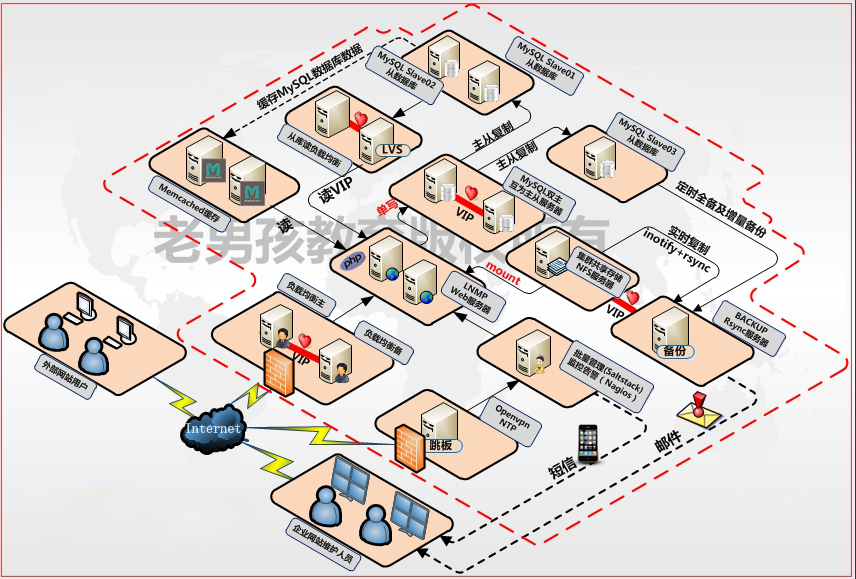 MySQL Slave01
从数据库
MySQL Slave02
从数据库
缓存MySQL数据库数据
从库读负载均衡
LVS
主从复制
主从复制
MySQL Slave03
从数据库
M
M
Memcached缓存
读VIP
读
单写
VIP
MySQL双主
互为主从服务器
定时全备及增量备份
实时复制
inotify+rsync
老男孩教育版权所有
php
LNMP
Web服务器
mount
集群共享存储
NFS服务器
VIP
BACKUP
Rsync服务器
备份
负载均衡主
负载均衡备
VIP
外部网站用户
批量管理(Saltstack)
监控告警（Nagios）
Openvpn
NTP
跳板
Internet
短信
邮件
企业网站维护人员